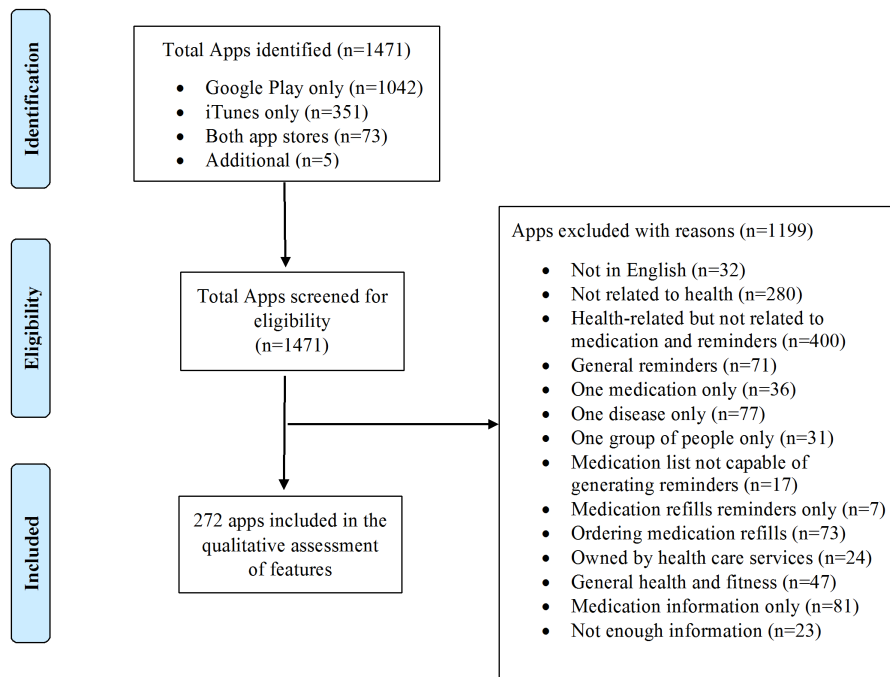 Identification
Total Apps identified (n=1471)
• Google Play only (n=1042)
• iTunes only (n=351)
• Both app stores (n=73)
• Additional (n=5)
Eligibility
Total Apps screened for
eligibility
(n=1471)
Apps excluded with reasons (n=1199)
• Not in English (n=32)
• Not related to health (n=280)
• Health-related but not related to
medication and reminders (n=400)
• General reminders (n=71)
• One medication only (n=36)
• One disease only (n=77)
• One group of people only (n=31)
• Medication list not capable of
generating reminders (n=17)
• Medication refills reminders only (n=7)
• Ordering medication refills (n=73)
• Owned by health care services (n=24)
• General health and fitness (n=47)
• Medication information only (n=81)
• Not enough information (n=23)
Included
272 apps included in the
qualitative assessment
of features